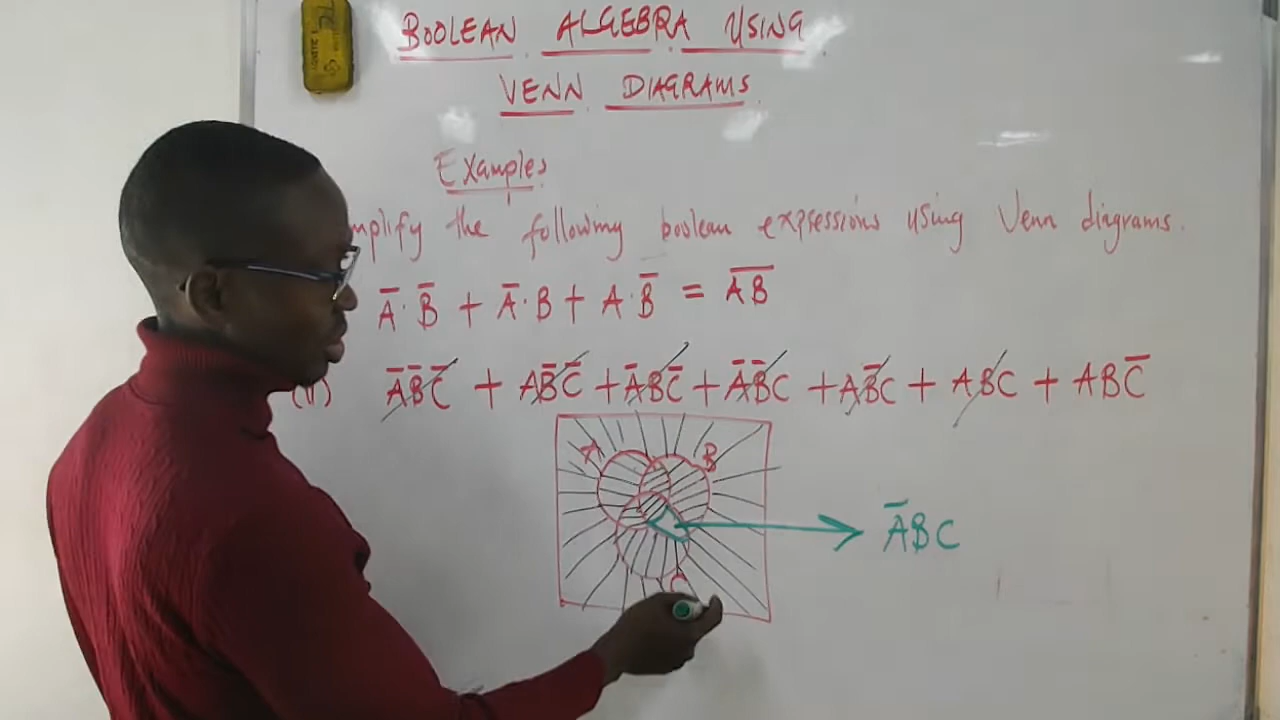 BOOLEAN ALGEBRA USING
VENN DIAGRAMS
Examples
mplify the following boolean expressions using Venn diagrams.
A̅·B̅ + A̅·B + A·B̅ = A̅B̅
(ii) A̅B̅C̅ + AB̅C̅ + A̅BC̅ + A̅B̅C + AB̅C + ABC + ABC̅
A B
A̅BC
C